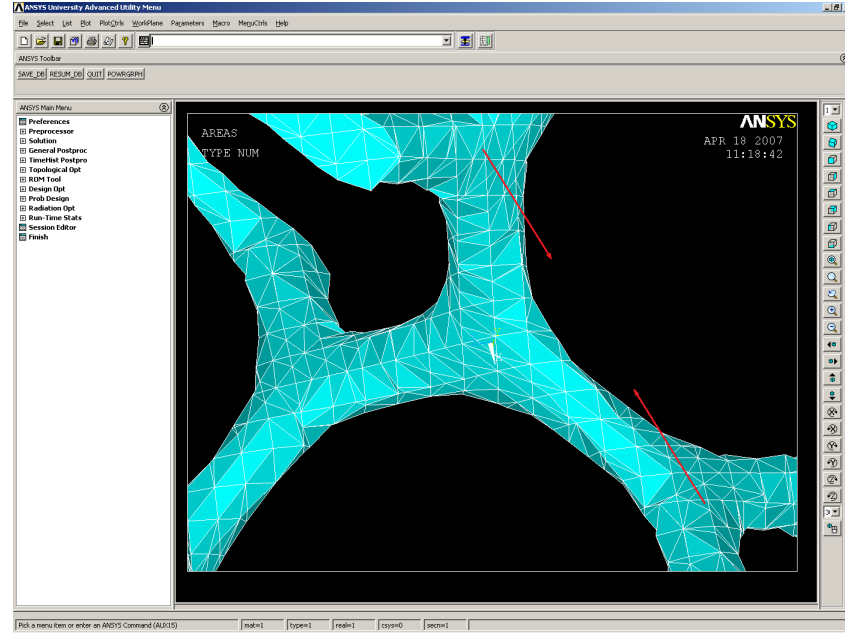 ANSYS University Advanced Utility Menu
File Select List Plot PlotCtrls WorkPlane Parameters Macro MenuCtrls Help
ANSYS Toolbar
SAVE_DB RESUM_DB QUIT POWRGRPH
ANSYS Main Menu
Preferences
Preprocessor
Solution
General Postproc
TimeHist Postpro
Topological Opt
ROM Tool
Design Opt
Prob Design
Radiation Opt
Run-Time Stats
Session Editor
Finish
AREAS
TYPE NUM
ANSYS
APR 18 2007
11:18:42
1
Pick a menu item or enter an ANSYS Command (AUX15) mat=1 type=1 real=1 csys=0 secn=1